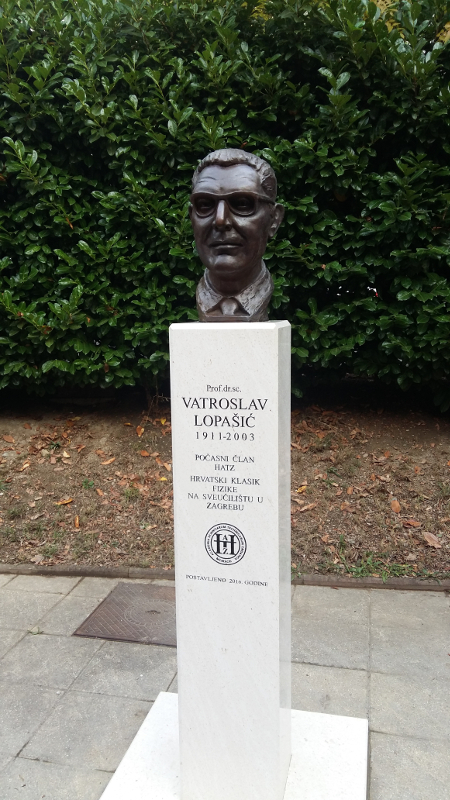 Prof.dr.sc.
VATROSLAV
LOPAŠIĆ
1911-2003
POČASNI ČLAN
HATZ
HRVATSKI KLASIK
FIZIKE
NA SVEUČILIŠTU U
ZAGREBU
POSTAVLJENO 2016. GODINE